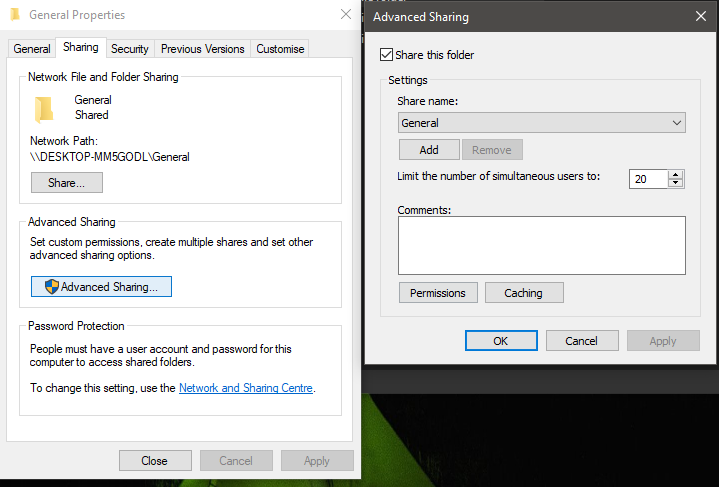 General Properties
General
Sharing
Security
Previous Versions
Customise
Network File and Folder Sharing
General
Shared
Network Path:
\\DESKTOP-MM5GODL\General
Share...
Advanced Sharing
Set custom permissions, create multiple shares and set other
advanced sharing options.
Advanced Sharing...
Password Protection
People must have a user account and password for this
computer to access shared folders.
To change this setting, use the Network and Sharing Centre.
Close
Cancel
Apply
Advanced Sharing
Share this folder
Settings
Share name:
General
Add
Remove
Limit the number of simultaneous users to:
20
Comments:
Permissions
Caching
OK
Cancel
Apply